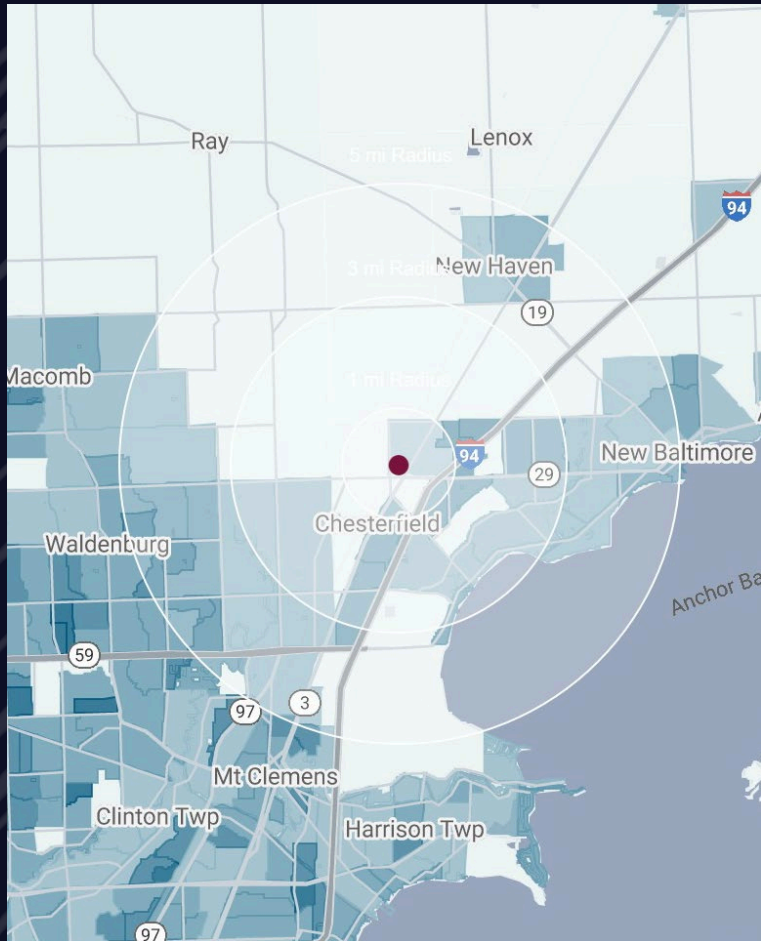 Ray
Lenox
5 mi Radius
94
New Haven
3 mi Radius
19
Macomb
1 mi Radius
94
New Baltimore
29
Chesterfield
Waldenburg
Anchor Ba
59
3
97
Mt Clemens
Clinton Twp
Harrison Twp
97